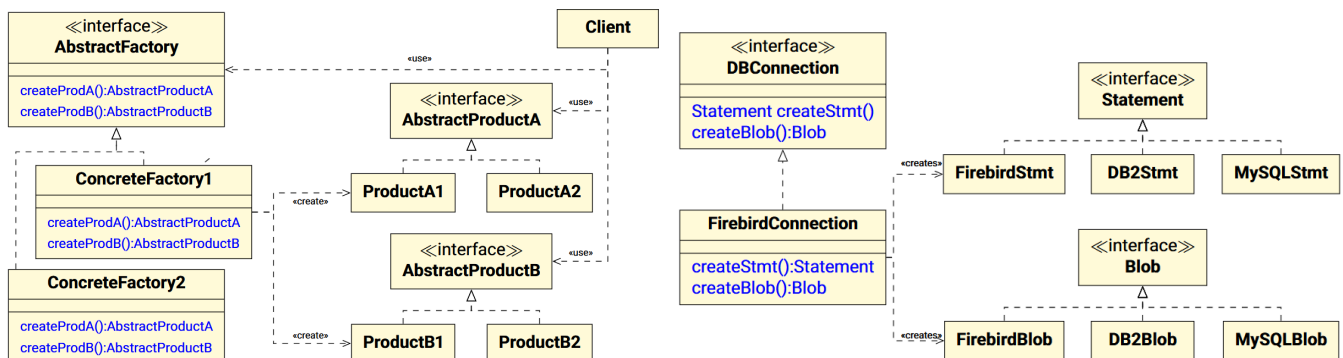 ≪interface≫
AbstractFactory
createProdA():AbstractProductA
createProdB():AbstractProductB
Client
«use»
≪interface≫
AbstractProductA
«use»
ConcreteFactory1
createProdA():AbstractProductA
createProdB():AbstractProductB
«create»
ProductA1
ProductA2
≪interface≫
AbstractProductB
«use»
ConcreteFactory2
createProdA():AbstractProductA
createProdB():AbstractProductB
«create»
ProductB1
ProductB2
≪interface≫
DBConnection
Statement createStmt()
createBlob():Blob
≪interface≫
Statement
«creates»
FirebirdStmt
DB2Stmt
MySQLStmt
FirebirdConnection
createStmt():Statement
createBlob():Blob
≪interface≫
Blob
«creates»
FirebirdBlob
DB2Blob
MySQLBlob